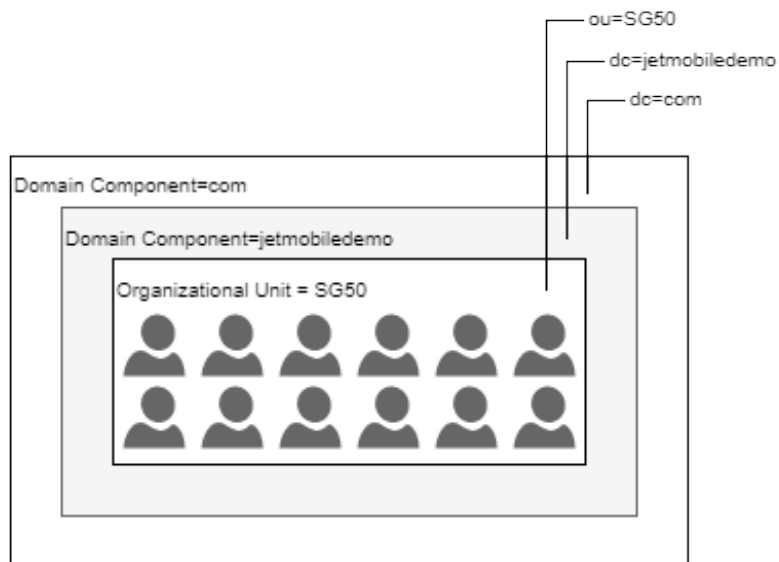 ou=SG50
dc=jetmobiledemo
dc=com
Domain Component=com
Domain Component=jetmobiledemo
Organizational Unit = SG50